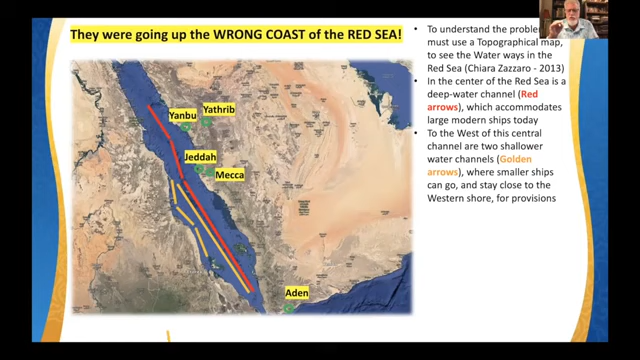 They were going up the WRONG COAST of the RED SEA!
Yanbu
Yathrib
Jeddah
Mecca
Aden
• To understand the problem
must use a Topographical map,
to see the Water ways in the
Red Sea (Chiara Zazzaro - 2013)
• In the center of the Red Sea is a
deep-water channel (Red
arrows), which accommodates
large modern ships today
• To the West of this central
channel are two shallower
water channels (Golden
arrows), where smaller ships
can go, and stay close to the
Western shore, for provisions